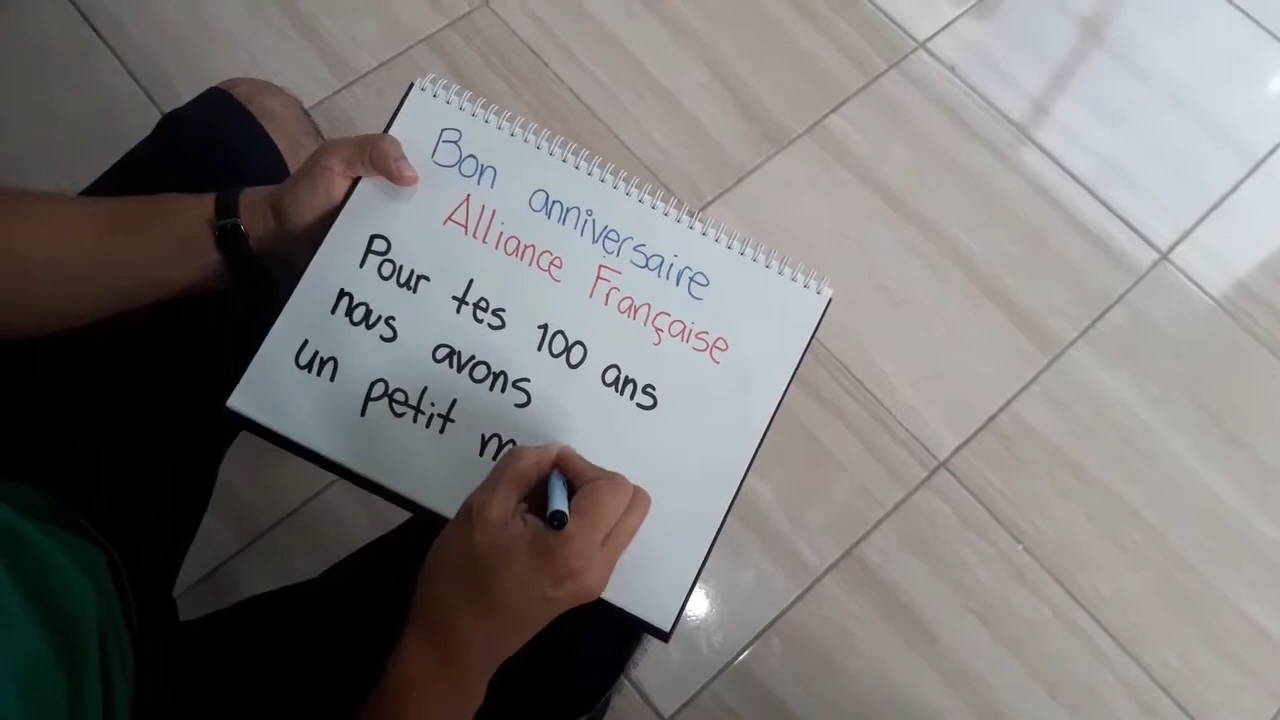 Bon anniversaire
Alliance Française
Pour tes 100 ans
nous avons
un petit m